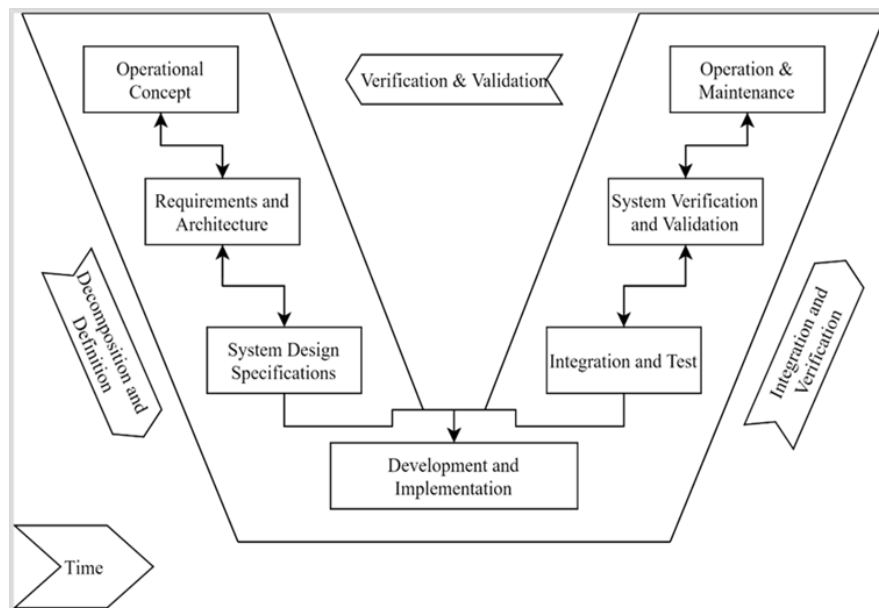 Operational
Concept
Verification & Validation
Operation &
Maintenance
Requirements and
Architecture
System Verification
and Validation
Decomposition and
Definition
System Design
Specifications
Integration and Test
Integration and
Verification
Development and
Implementation
Time